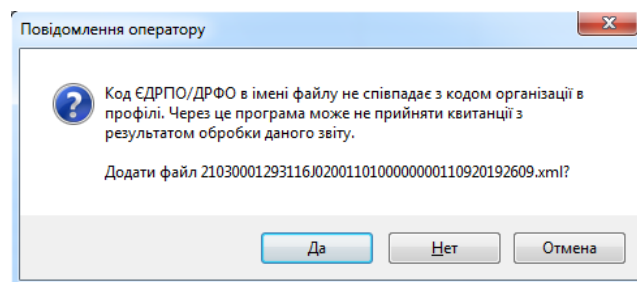 Повідомлення оператору
Код ЄДРПО/ДРФО в імені файлу не співпадає з кодом організації в
профілі. Через це програма може не прийняти квитанції з
результатом обробки даного звіту.
Додати файл 21030001293116J0200110100000000110920192609.xml?
Да
Нет
Отмена